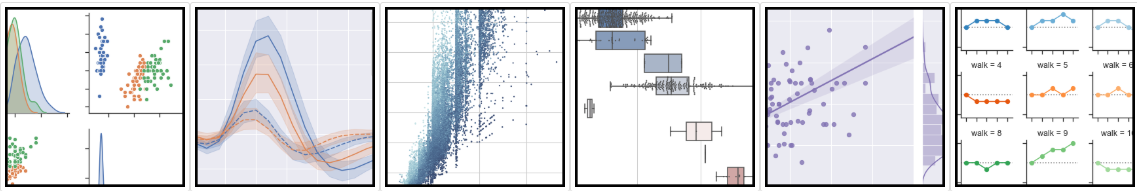 walk = 4
walk = 5
walk = 6
walk = 8
walk = 9